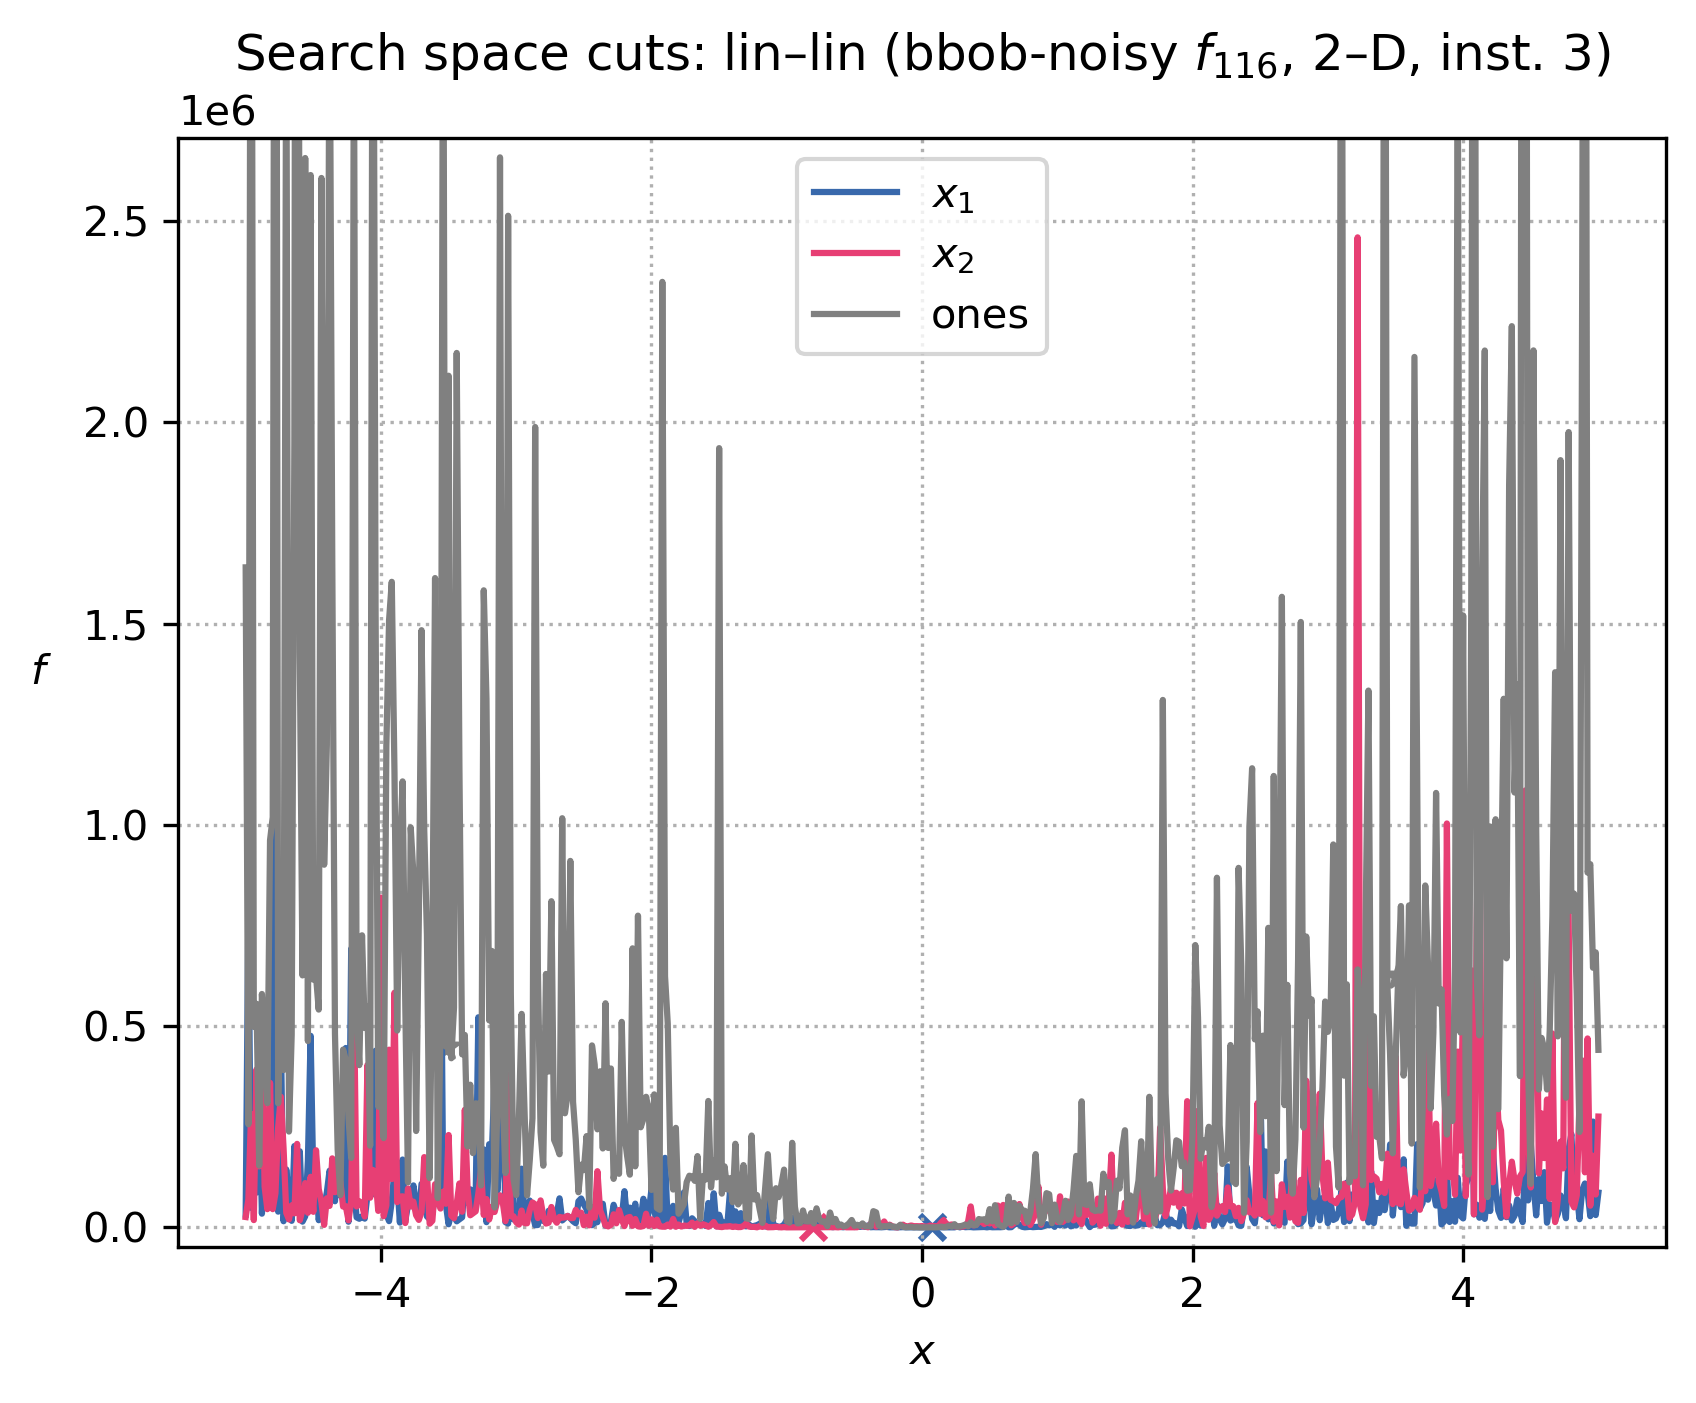 Search space cuts: lin–lin (bbob-noisy f₁₁₆, 2–D, inst. 3)
1e6
x₁
x₂
ones
2.5
2.0
1.5
1.0
0.5
0.0
f
−4
−2
0
2
4
x